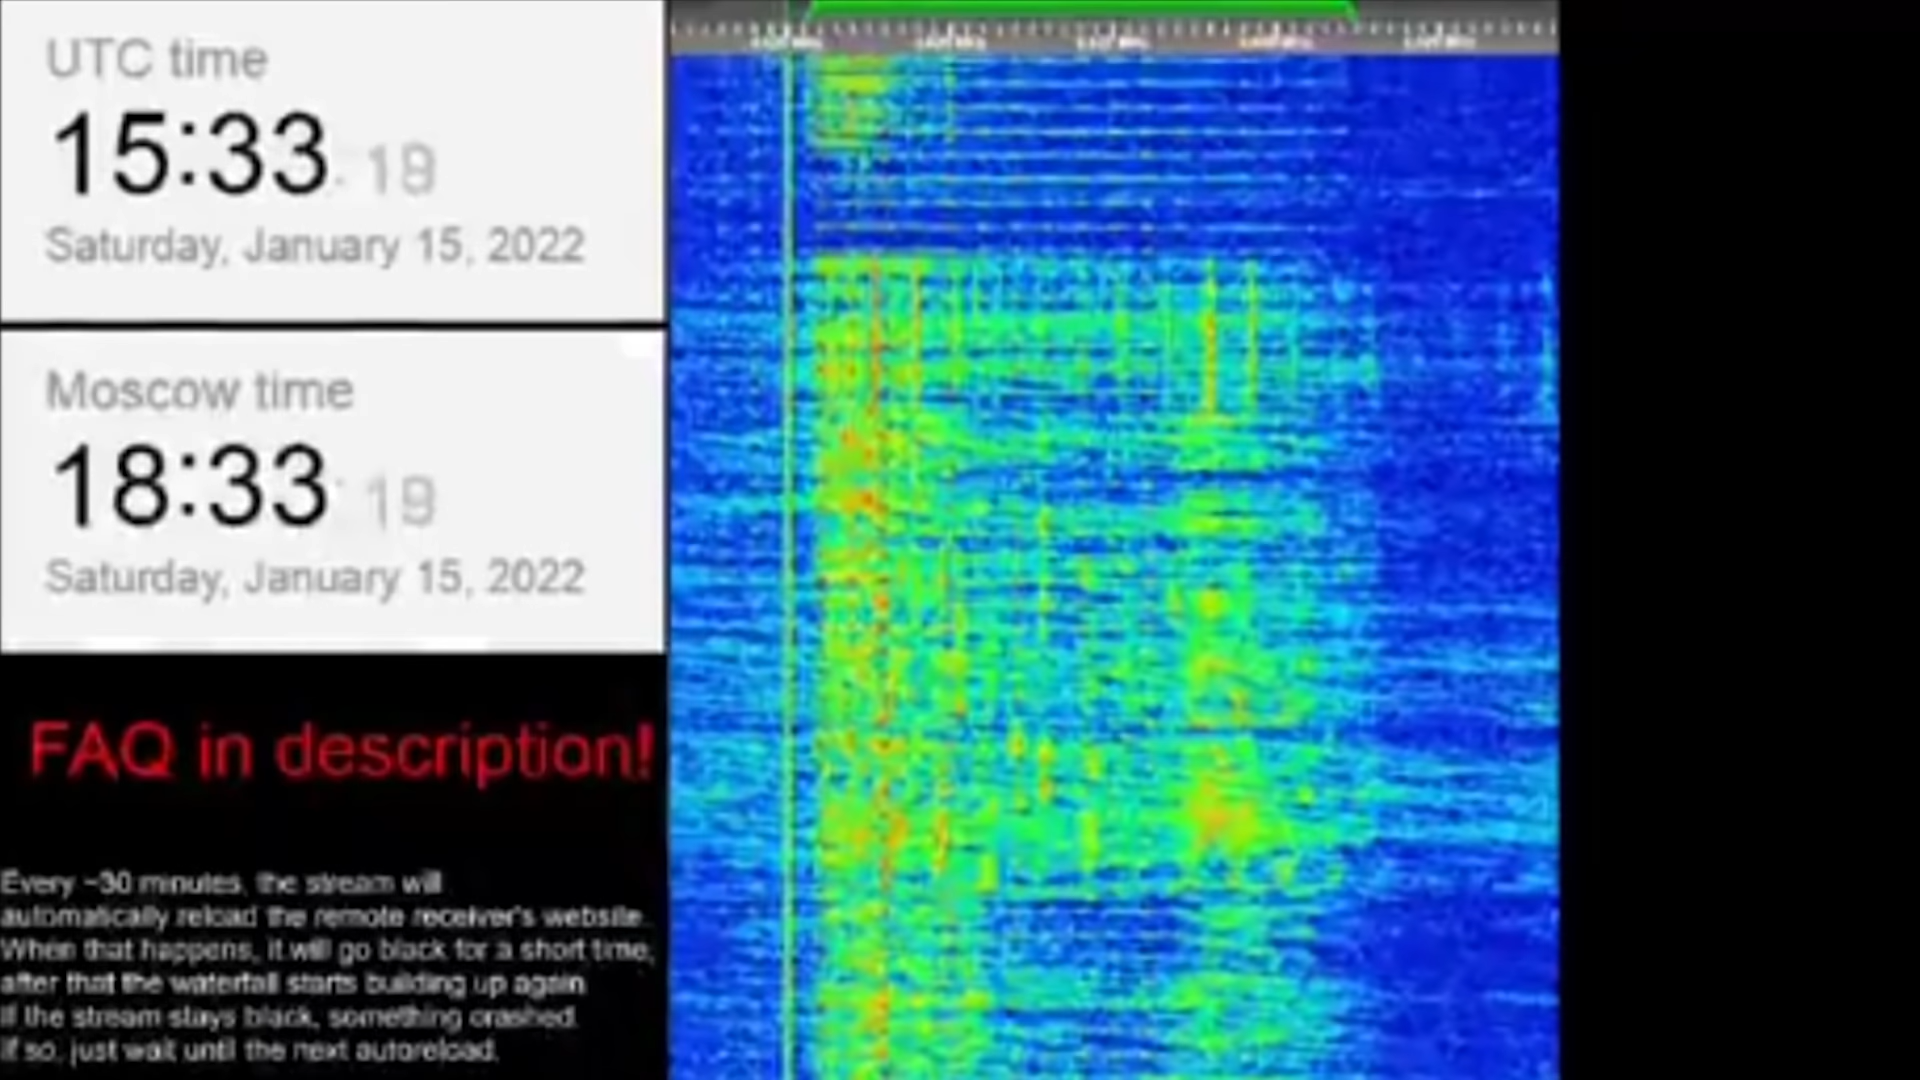 UTC time
15:33:19
Saturday, January 15, 2022
Moscow time
18:33:19
Saturday, January 15, 2022
FAQ in description!
Every ~30 minutes, the stream will
automatically reload the remote receiver's website.
When that happens, it will go black for a short time,
after that the waterfall starts building up again.
If the stream stays black, something crashed.
If so, just wait until the next autoreload.